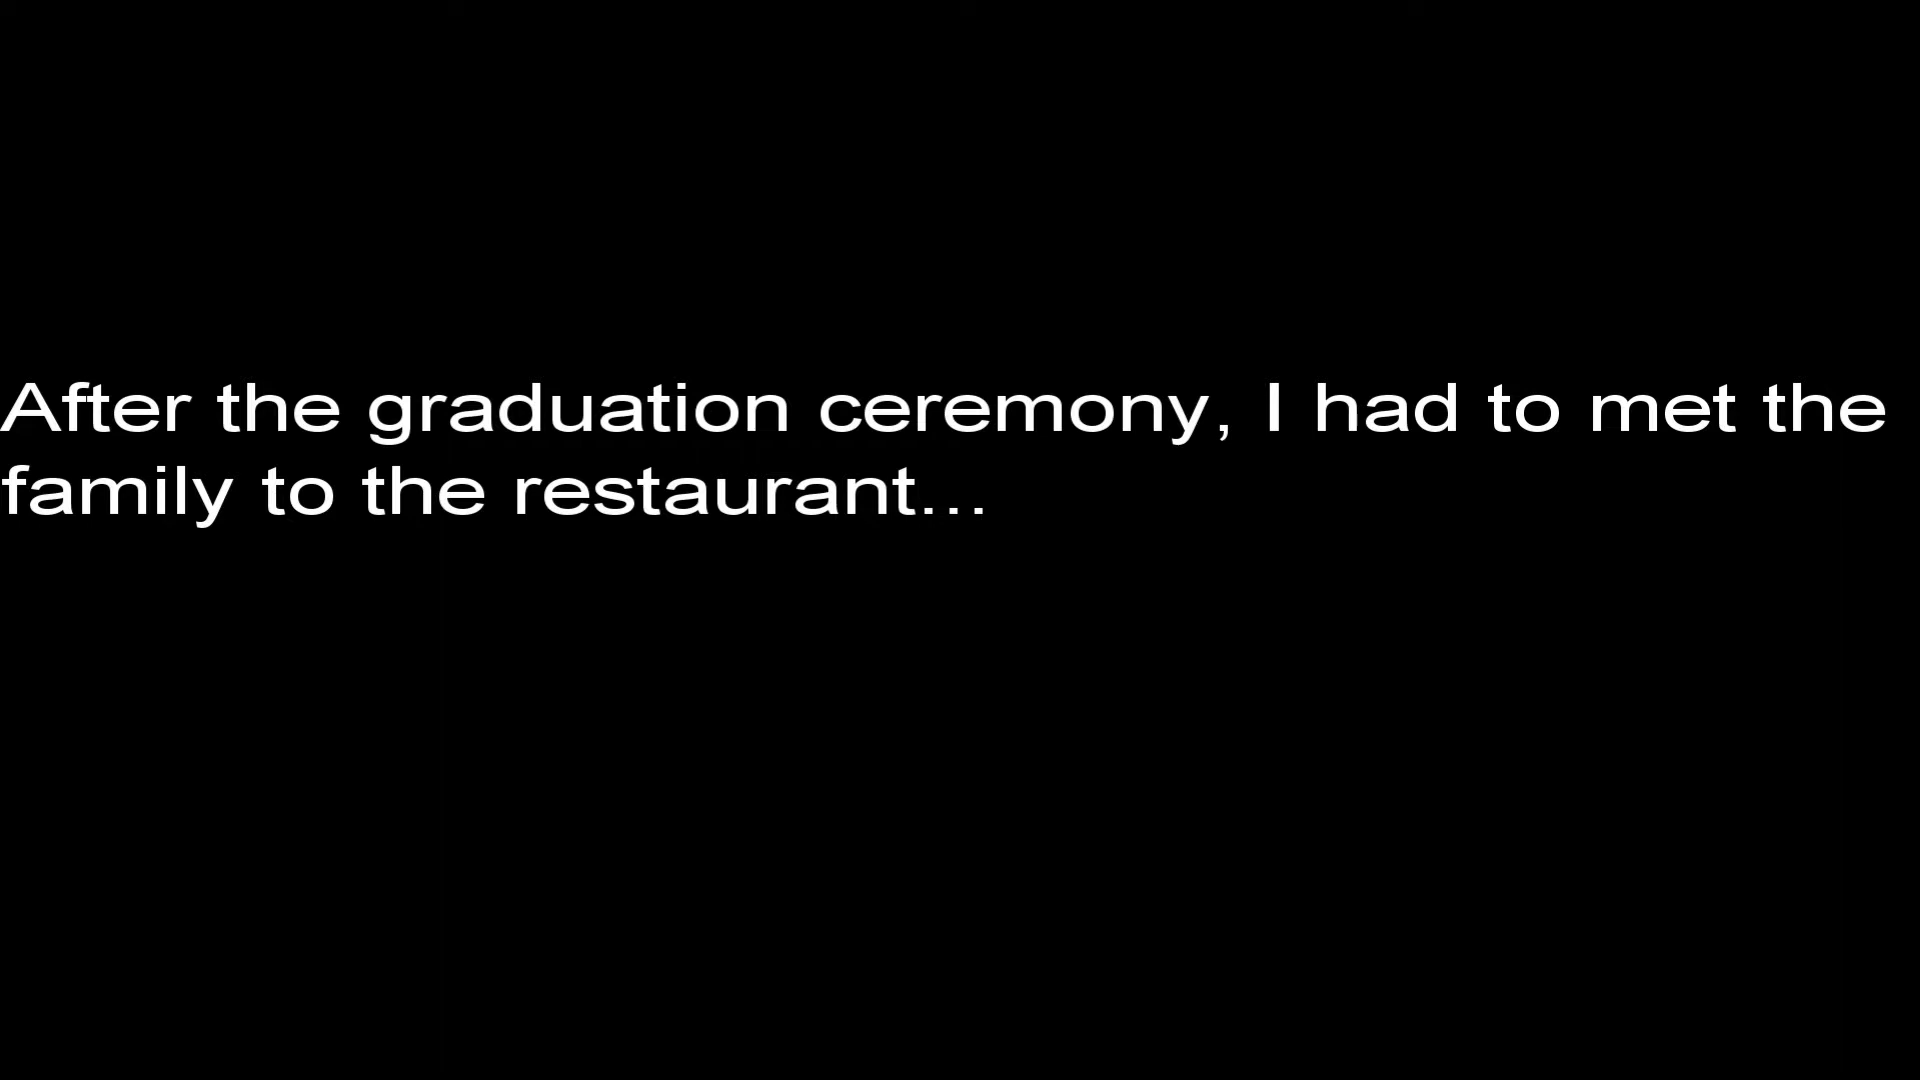 After the graduation ceremony, I had to met the
family to the restaurant...